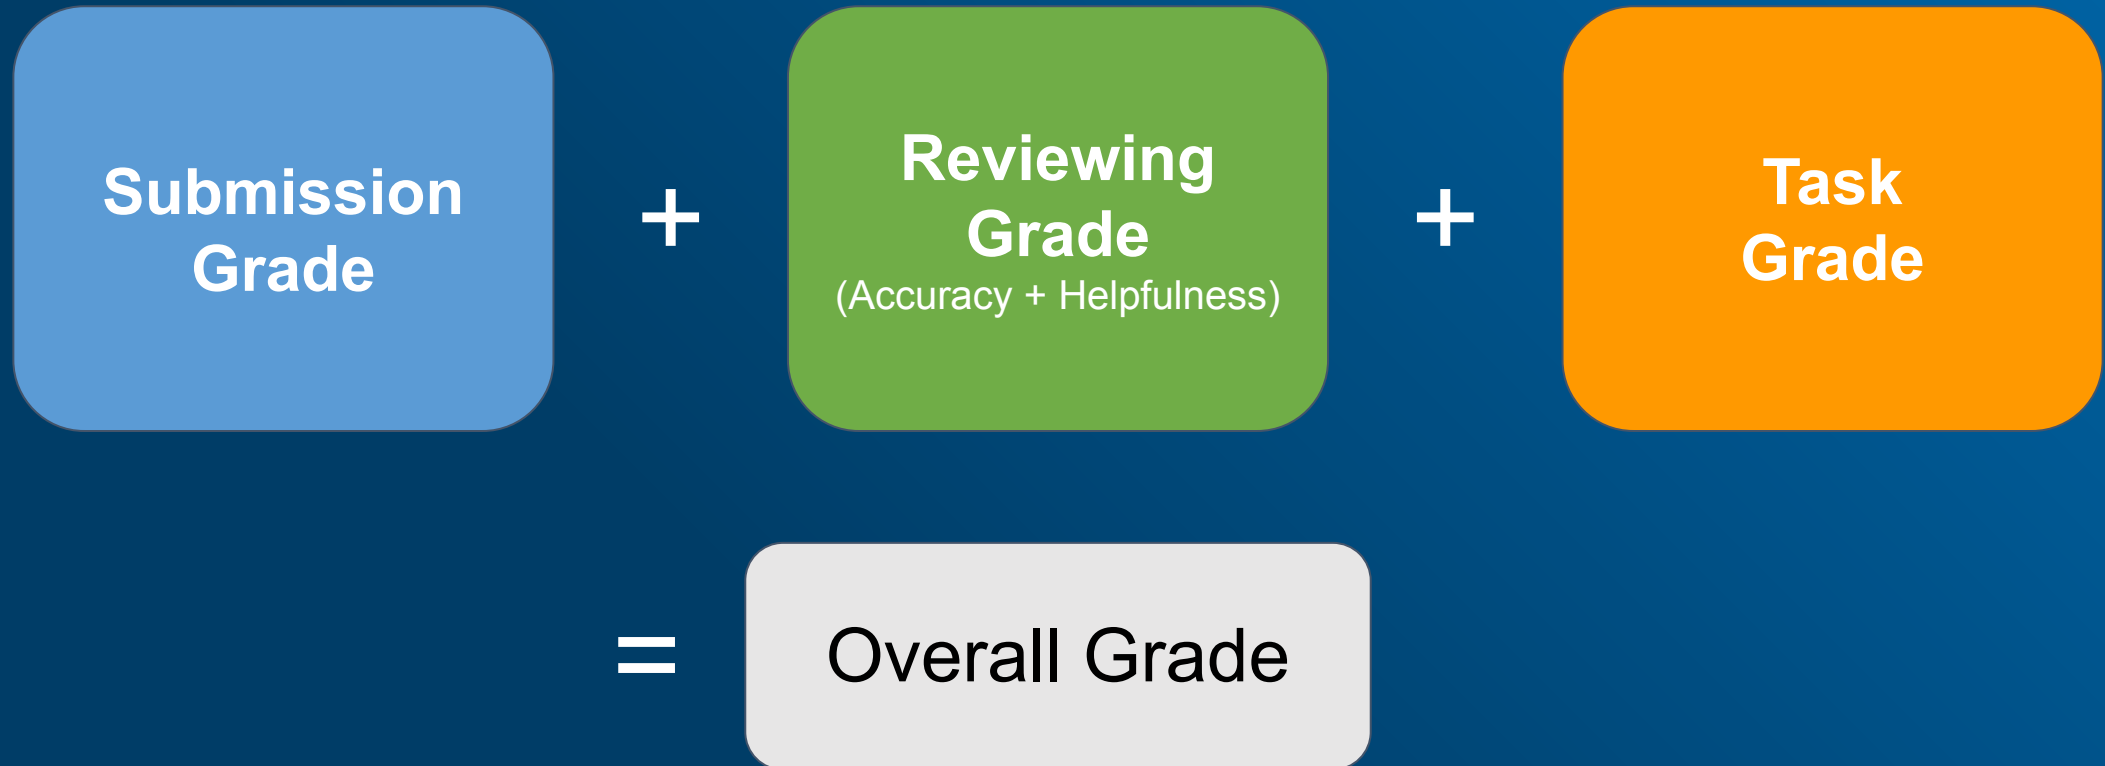 Submission
Grade
+
Reviewing
Grade
(Accuracy + Helpfulness)
+
Task
Grade
=
Overall Grade